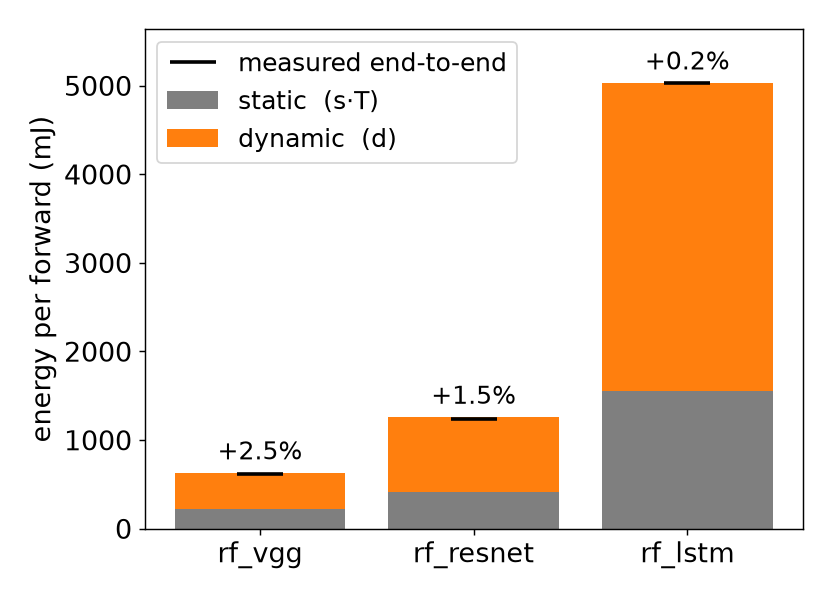 measured end-to-end
static (s·T)
dynamic (d)
+2.5%
+1.5%
+0.2%
energy per forward (mJ)
5000
4000
3000
2000
1000
0
rf_vgg
rf_resnet
rf_lstm